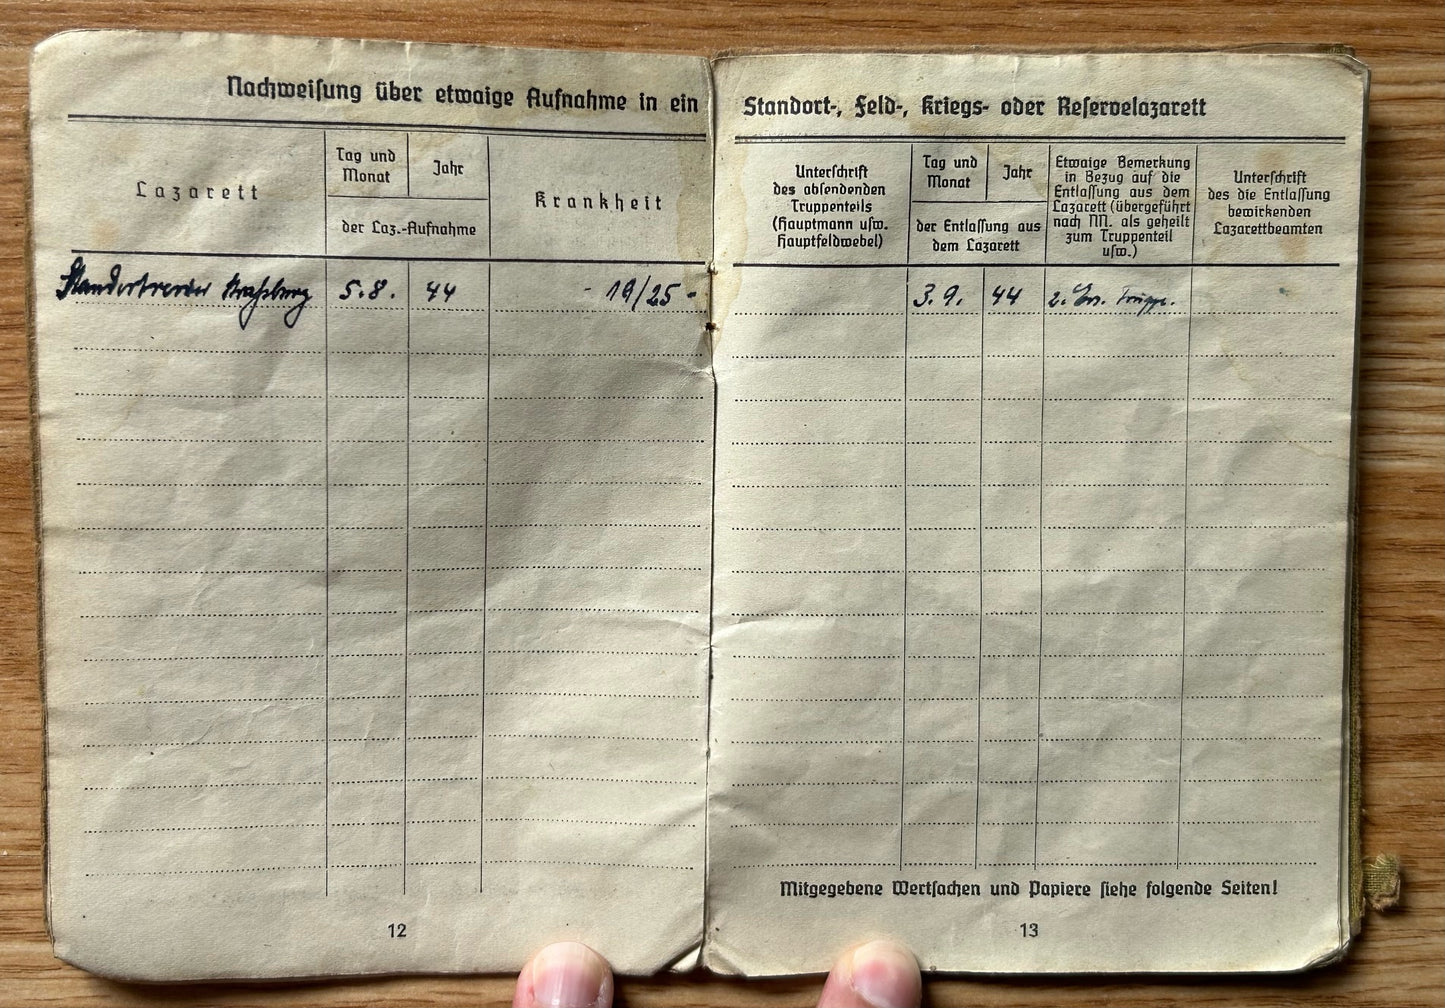 Nachweisung über etwaige Aufnahme in ein
Lazarett
Tag und
Monat
Jahr
der Laz.-Aufnahme
Krankheit
Straßburg
5. 8.
44
- 19/25 -
12
Standort-, Feld-, Kriegs- oder Reservelazarett
Unterschrift
des absendenden
Truppenteils
(Hauptmann usw.
Hauptfeldwebel)
Tag und
Monat
Jahr
der Entlassung aus
dem Lazarett
Etwaige Bemerkung
in Bezug auf die
Entlassung aus dem
Lazarett (übergeführt
nach NN. als geheilt
zum Truppenteil
usw.)
Unterschrift
des die Entlassung
bewirkenden
Lazarettbeamten
3. 9.
44
Mitgegebene Wertsachen und Papiere siehe folgende Seiten!
13